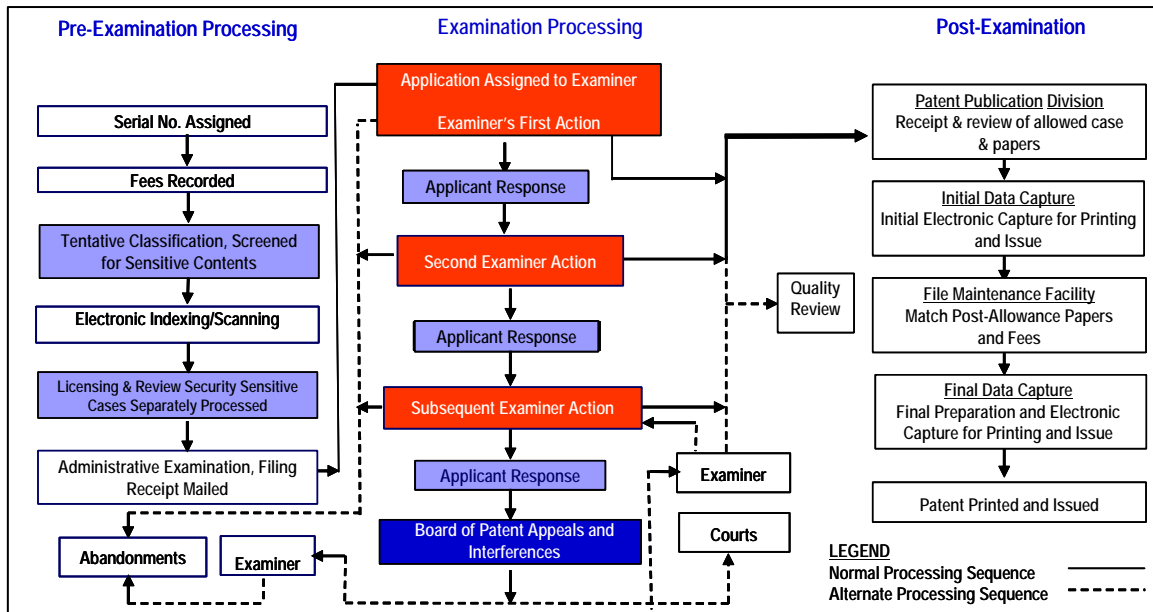 Pre-Examination Processing
Serial No. Assigned
Fees Recorded
Tentative Classification, Screened
for Sensitive Contents
Electronic Indexing/Scanning
Licensing & Review Security Sensitive
Cases Separately Processed
Administrative Examination, Filing
Receipt Mailed
Abandonments
Examiner
Examination Processing
Application Assigned to Examiner
Examiner's First Action
Applicant Response
Second Examiner Action
Applicant Response
Subsequent Examiner Action
Applicant Response
Board of Patent Appeals and
Interferences
Examiner
Courts
Quality
Review
Post-Examination
Patent Publication Division
Receipt & review of allowed case
& papers
Initial Data Capture
Initial Electronic Capture for Printing
and Issue
File Maintenance Facility
Match Post-Allowance Papers
and Fees
Final Data Capture
Final Preparation and Electronic
Capture for Printing and Issue
Patent Printed and Issued
LEGEND
Normal Processing Sequence
Alternate Processing Sequence